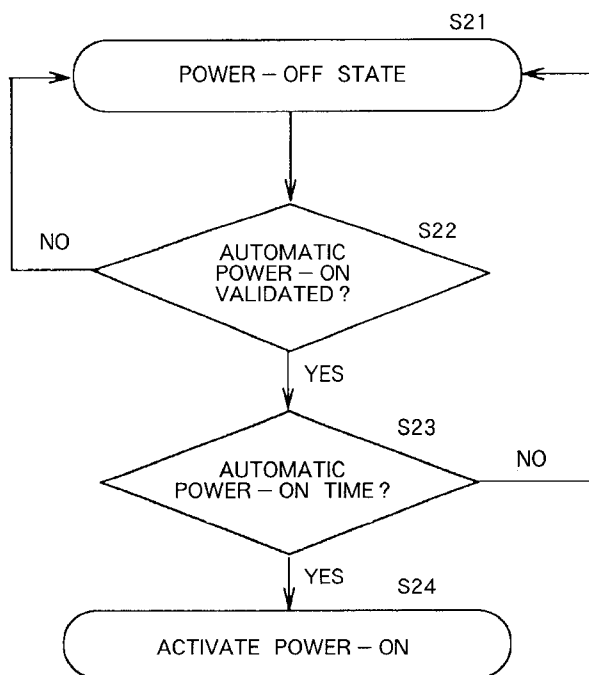 S21
POWER－OFF STATE
NO
S22
AUTOMATIC
POWER－ON
VALIDATED?
YES
S23
AUTOMATIC
POWER－ON TIME?
NO
YES
S24
ACTIVATE POWER－ON